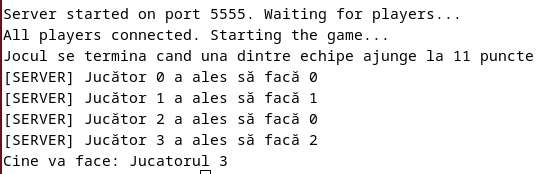 Server started on port 5555. Waiting for players...
All players connected. Starting the game...
Jocul se termina cand una dintre echipe ajunge la 11 puncte
[SERVER] Jucător 0 a ales să facă 0
[SERVER] Jucător 1 a ales să facă 1
[SERVER] Jucător 2 a ales să facă 0
[SERVER] Jucător 3 a ales să facă 2
Cine va face: Jucatorul 3